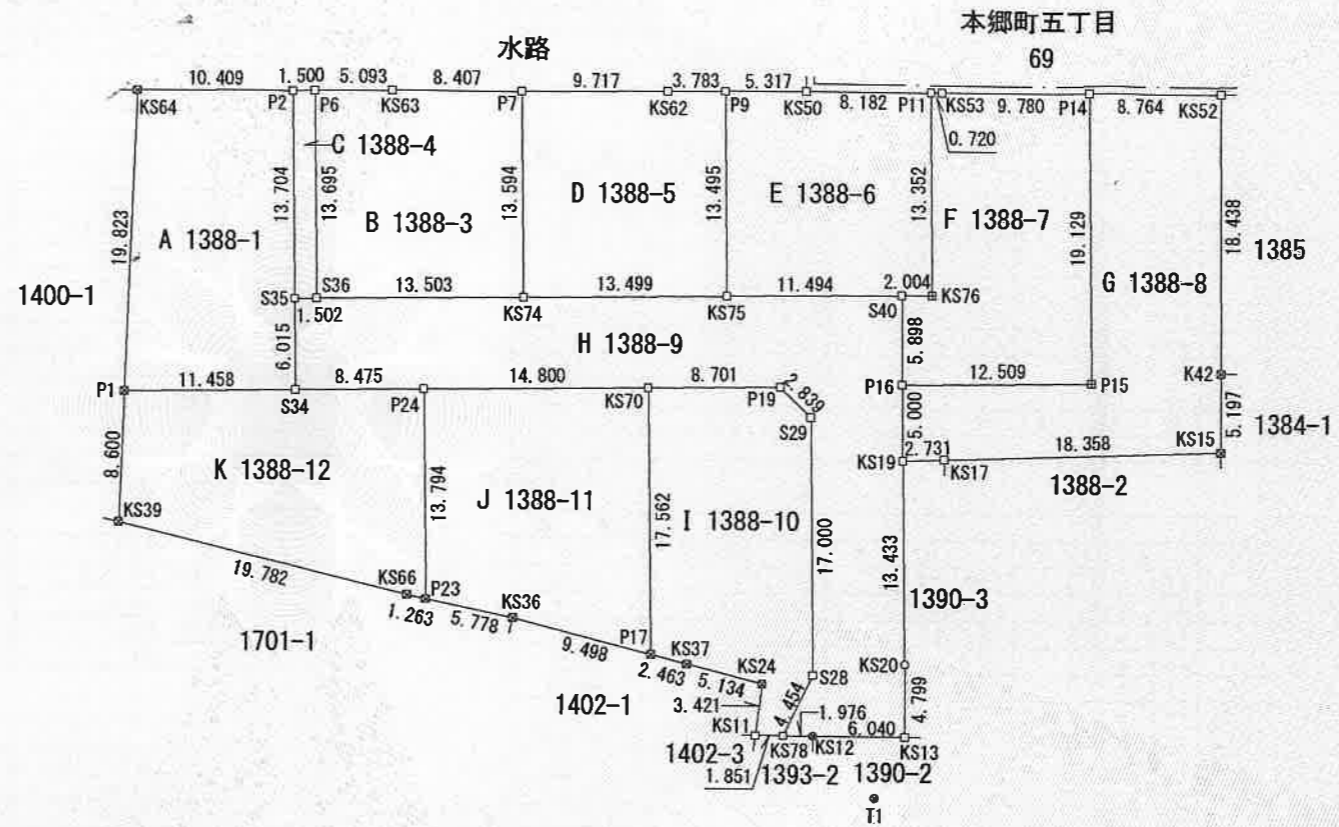 本郷町五丁目
69
水路
10.409 1.500 5.093 8.407 9.717 3.783 5.317 8.182 9.780 8.764
KS64 P2 P6 KS63 P7 KS62 P9 KS50 P11 KS53 P14 KS52
0.720
C 1388-4
13.704 13.695 13.594 13.495 13.352
D 1388-5 E 1388-6
B 1388-3 F 1388-7
19.823 A 1388-1 19.129 18.438 1385
G 1388-8
1400-1
S35 S36 13.503 13.499 11.494 2.004 KS76
1.502 KS74 KS75 S40
6.015 H 1388-9 5.898
K42
P1 11.458 8.475 14.800 8.701 2.839 P16 12.509 P15
S34 P24 KS70 P19
S29 5.000 5.197 1384-1
8.600 2.731 18.358 KS15
KS19 KS17
K 1388-12 1388-2
13.794 J 1388-11 17.562 I 1388-10 17.000 13.433
KS39
19.782 KS66 P23 1390-3
1.263 5.778 KS36
1701-1 9.498 P17 KS37
2.463 5.134 KS24 KS20
S28
1402-1 3.421 4.454 1.976 4.799
KS11 6.040
KS78 KS12 KS13
1402-3
1.851 1393-2 1390-2
T1